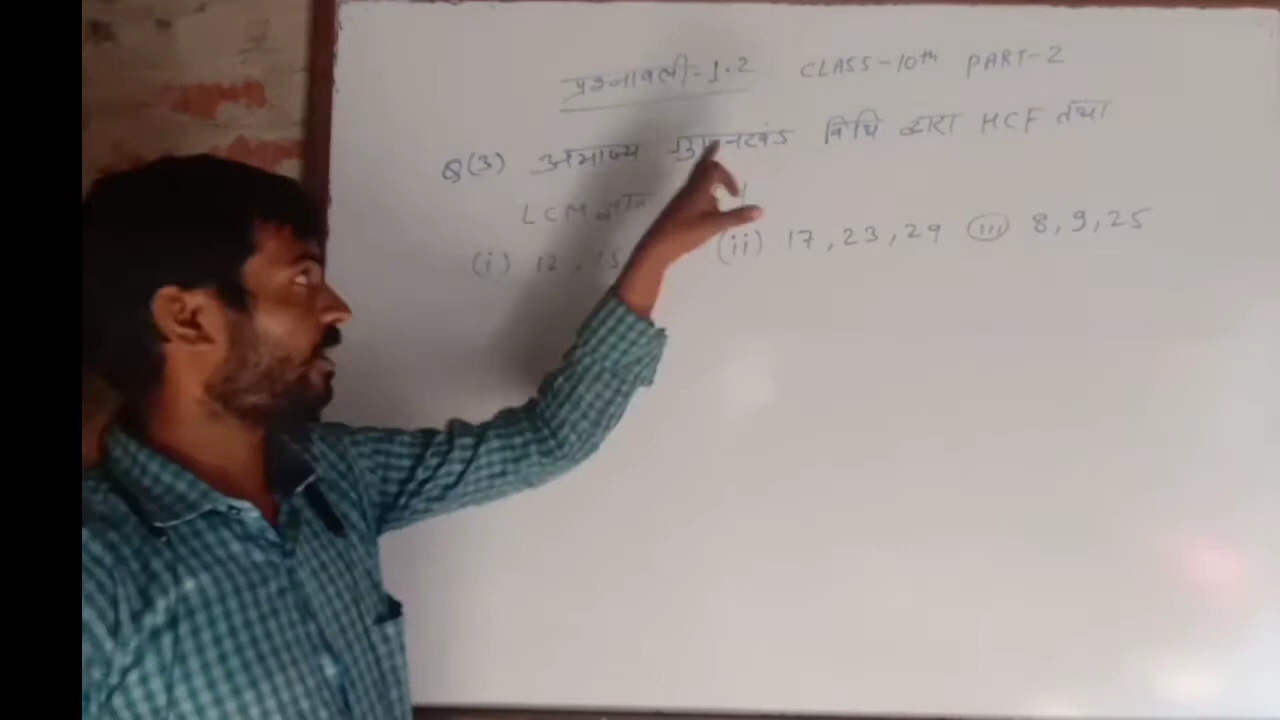 प्रश्नावली:-1.2 CLASS-10th PART-2
Q(3) अभाज्य विधि द्वारा HCF तथा
LCM ज्ञात
(i) 12, 15 (ii) 17, 23, 29 (iii) 8, 9, 25